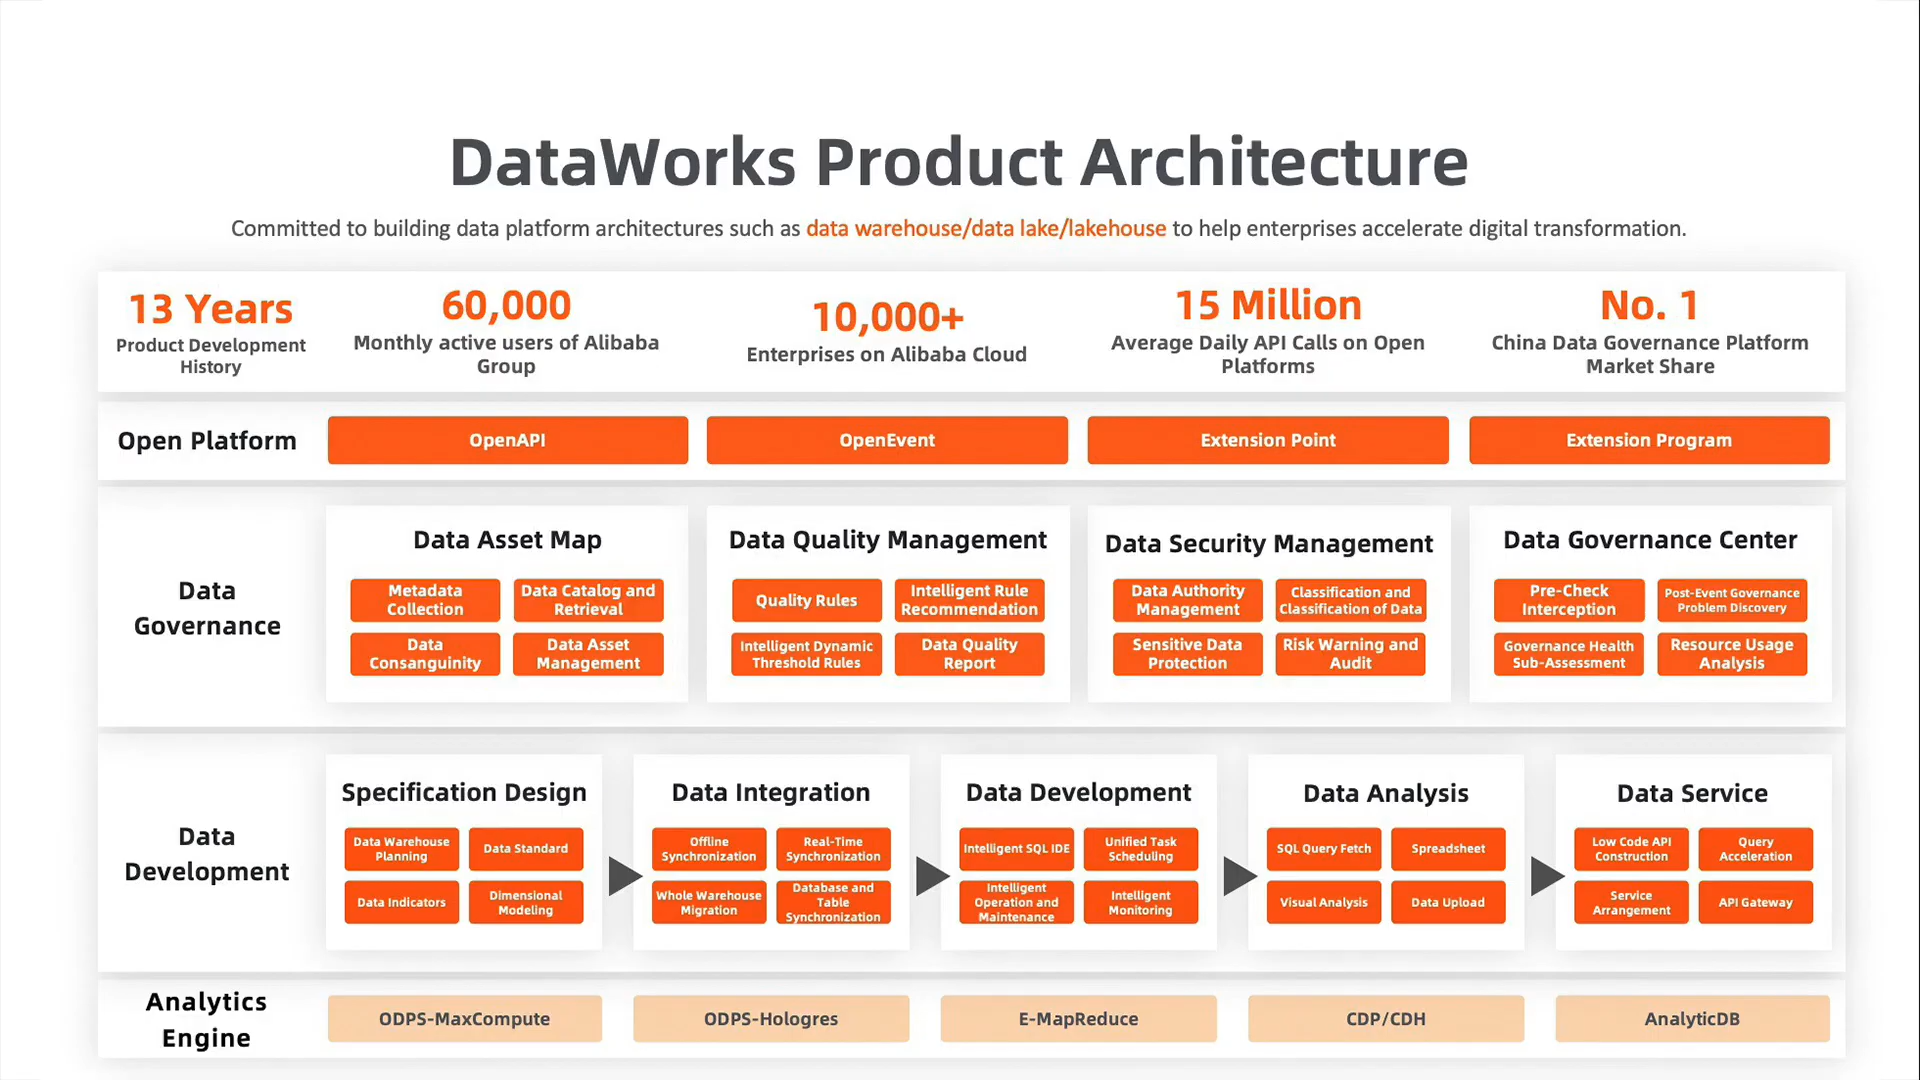 DataWorks Product Architecture
Committed to building data platform architectures such as data warehouse/data lake/lakehouse to help enterprises accelerate digital transformation.
13 Years
Product Development
History
60,000
Monthly active users of Alibaba
Group
10,000+
Enterprises on Alibaba Cloud
15 Million
Average Daily API Calls on Open
Platforms
No. 1
China Data Governance Platform
Market Share
Open Platform
OpenAPI
OpenEvent
Extension Point
Extension Program
Data
Governance
Data Asset Map
Metadata
Collection
Data Catalog and
Retrieval
Data
Consanguinity
Data Asset
Management
Data Quality Management
Quality Rules
Intelligent Rule
Recommendation
Intelligent Dynamic
Threshold Rules
Data Quality
Report
Data Security Management
Data Authority
Management
Classification and
Classification of Data
Sensitive Data
Protection
Risk Warning and
Audit
Data Governance Center
Pre-Check
Interception
Post-Event Governance
Problem Discovery
Governance Health
Sub-Assessment
Resource Usage
Analysis
Data
Development
Specification Design
Data Warehouse
Planning
Data Standard
Data Indicators
Dimensional
Modeling
Data Integration
Offline
Synchronization
Real-Time
Synchronization
Whole Warehouse
Migration
Database and
Table
Synchronization
Data Development
Intelligent SQL IDE
Unified Task
Scheduling
Intelligent
Operation and
Maintenance
Intelligent
Monitoring
Data Analysis
SQL Query Fetch
Spreadsheet
Visual Analysis
Data Upload
Data Service
Low Code API
Construction
Query
Acceleration
Service
Arrangement
API Gateway
Analytics
Engine
ODPS-MaxCompute
ODPS-Hologres
E-MapReduce
CDP/CDH
AnalyticDB